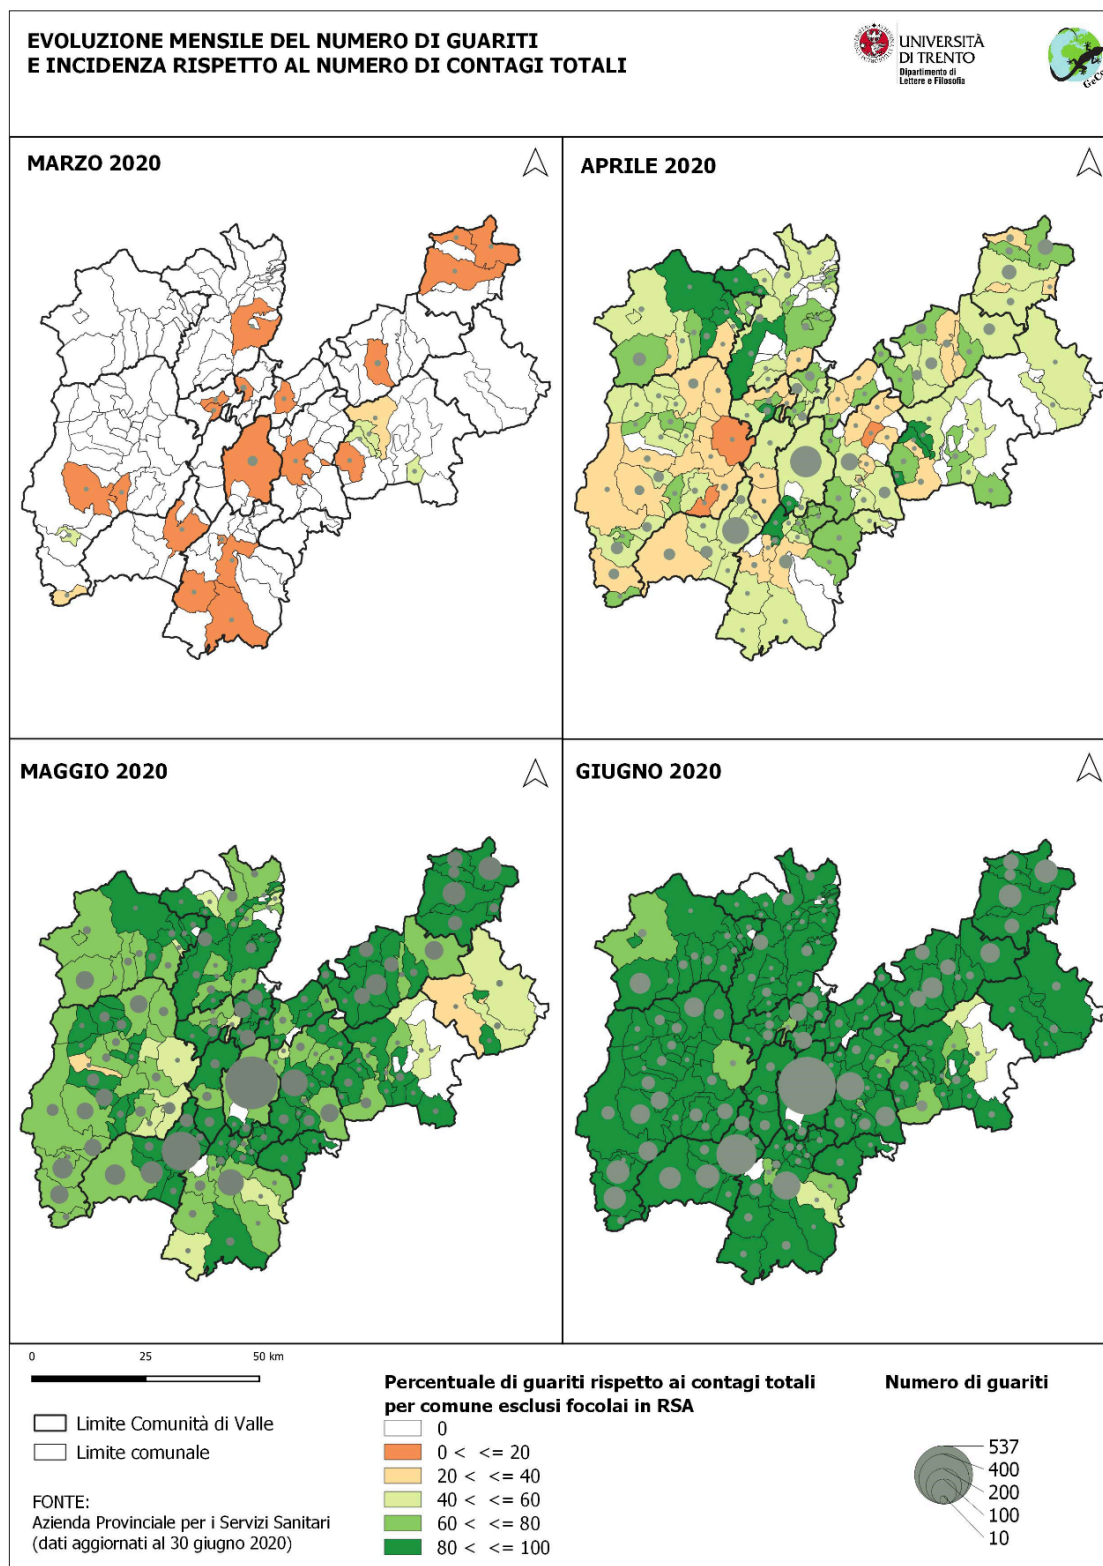 EVOLUZIONE MENSILE DEL NUMERO DI GUARITI
E INCIDENZA RISPETTO AL NUMERO DI CONTAGI TOTALI
UNIVERSITÀ
DI TRENTO
Dipartimento di
Lettere e Filosofia
MARZO 2020
APRILE 2020
MAGGIO 2020
GIUGNO 2020
0 25 50 km
Limite Comunità di Valle
Limite comunale
FONTE:
Azienda Provinciale per i Servizi Sanitari
(dati aggiornati al 30 giugno 2020)
Percentuale di guariti rispetto ai contagi totali
per comune esclusi focolai in RSA
0
0 < <= 20
20 < <= 40
40 < <= 60
60 < <= 80
80 < <= 100
Numero di guariti
537
400
200
100
10